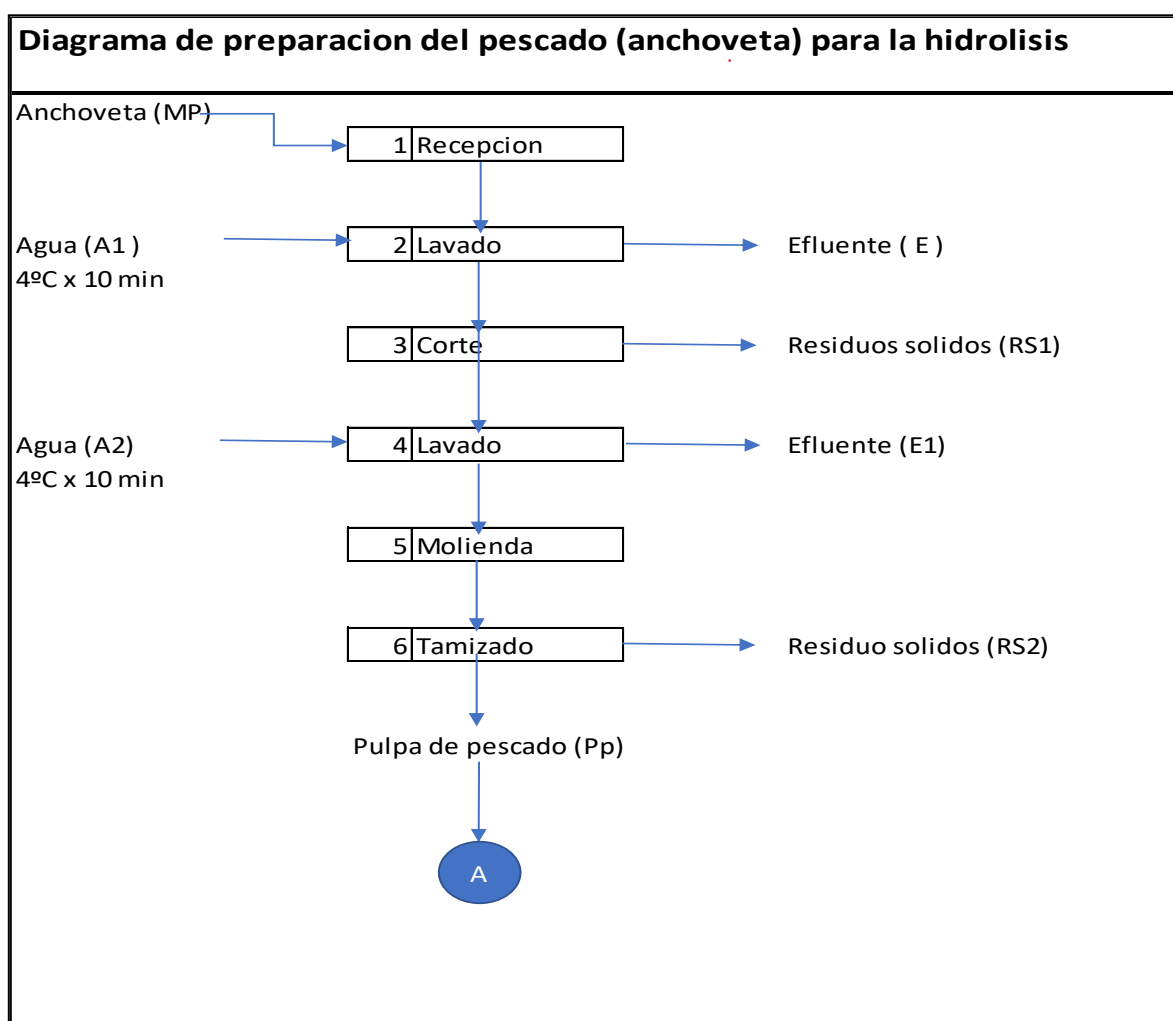 Diagrama de preparacion del pescado (anchoveta) para la hidrolisis
Anchoveta (MP)
1 Recepcion
Agua (A1 )
4ºC x 10 min
2 Lavado
Efluente ( E )
3 Corte
Residuos solidos (RS1)
Agua (A2)
4ºC x 10 min
4 Lavado
Efluente (E1)
5 Molienda
6 Tamizado
Residuo solidos (RS2)
Pulpa de pescado (Pp)
A